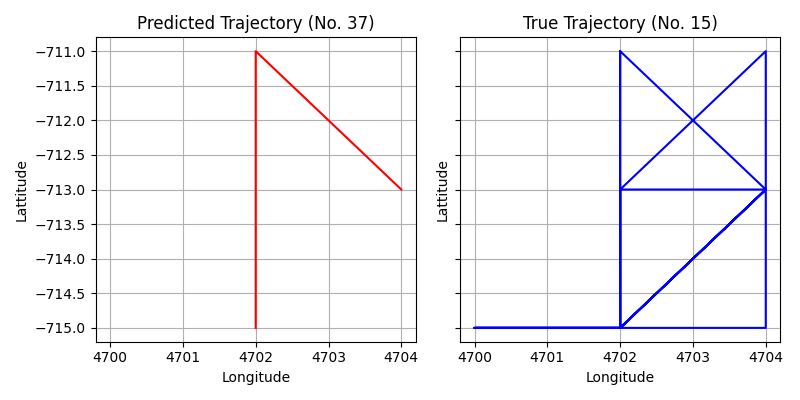 Predicted Trajectory (No. 37)
−711.0
−711.5
−712.0
−712.5
−713.0
−713.5
−714.0
−714.5
−715.0
Lattitude
4700 4701 4702 4703 4704
Longitude
True Trajectory (No. 15)
Lattitude
4700 4701 4702 4703 4704
Longitude